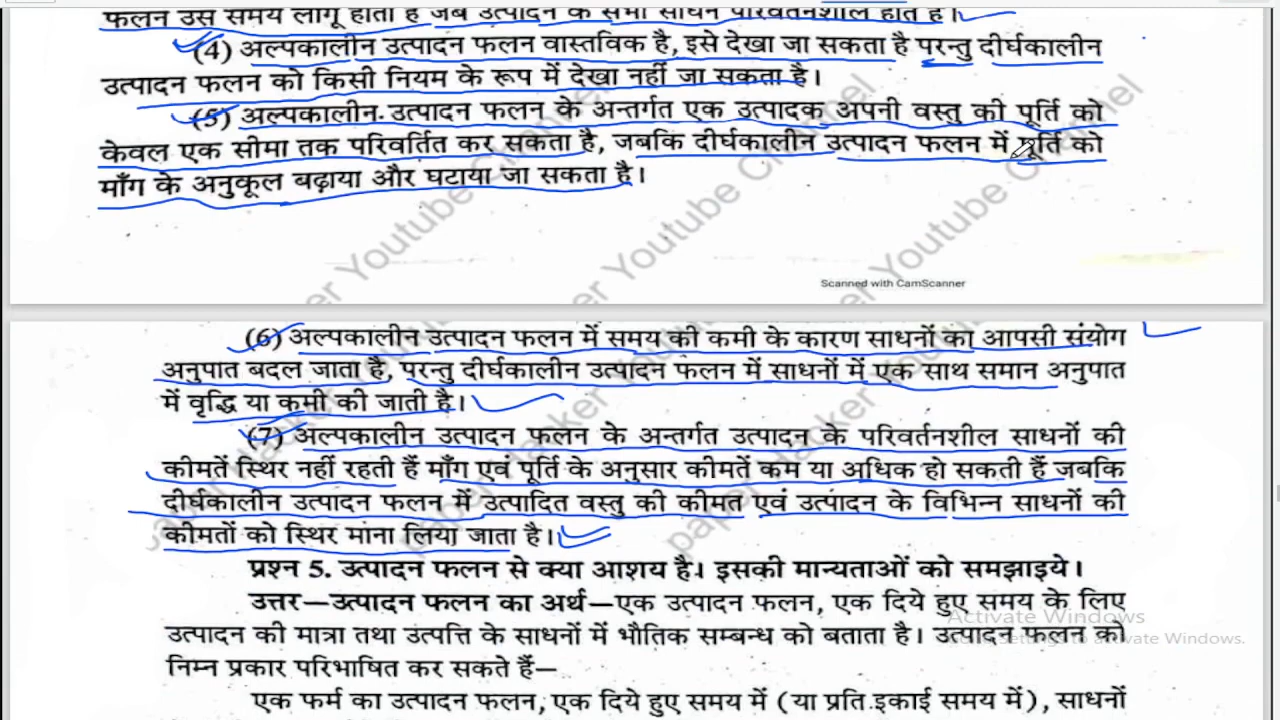 फलन उस समय लागू होता है जब उत्पादन के सभी साधन परिवर्तनशील होते हैं।
(4) अल्पकालीन उत्पादन फलन वास्तविक है, इसे देखा जा सकता है परन्तु दीर्घकालीन
उत्पादन फलन को किसी नियम के रूप में देखा नहीं जा सकता है।
(5) अल्पकालीन उत्पादन फलन के अन्तर्गत एक उत्पादक अपनी वस्तु की पूर्ति को
केवल एक सीमा तक परिवर्तित कर सकता है, जबकि दीर्घकालीन उत्पादन फलन में पूर्ति को
माँग के अनुकूल बढ़ाया और घटाया जा सकता है।
Scanned with CamScanner
(6) अल्पकालीन उत्पादन फलन में समय की कमी के कारण साधनों का आपसी संयोग
अनुपात बदल जाता है, परन्तु दीर्घकालीन उत्पादन फलन में साधनों में एक साथ समान अनुपात
में वृद्धि या कमी की जाती है।
(7) अल्पकालीन उत्पादन फलन के अन्तर्गत उत्पादन के परिवर्तनशील साधनों की
कीमतें स्थिर नहीं रहती हैं माँग एवं पूर्ति के अनुसार कीमतें कम या अधिक हो सकती हैं जबकि
दीर्घकालीन उत्पादन फलन में उत्पादित वस्तु की कीमत एवं उत्पादन के विभिन्न साधनों की
कीमतों को स्थिर माना लिया जाता है।
प्रश्न 5. उत्पादन फलन से क्या आशय है। इसकी मान्यताओं को समझाइये।
उत्तर—उत्पादन फलन का अर्थ—एक उत्पादन फलन, एक दिये हुए समय के लिए
Activate Windows
उत्पादन की मात्रा तथा उत्पत्ति के साधनों में भौतिक सम्बन्ध को बताता है। उत्पादन फलन को
Settings to activate Windows.
निम्न प्रकार परिभाषित कर सकते हैं—
एक फर्म का उत्पादन फलन, एक दिये हुए समय में (या प्रति इकाई समय में), साधनों
paper Hacker Youtube Channel